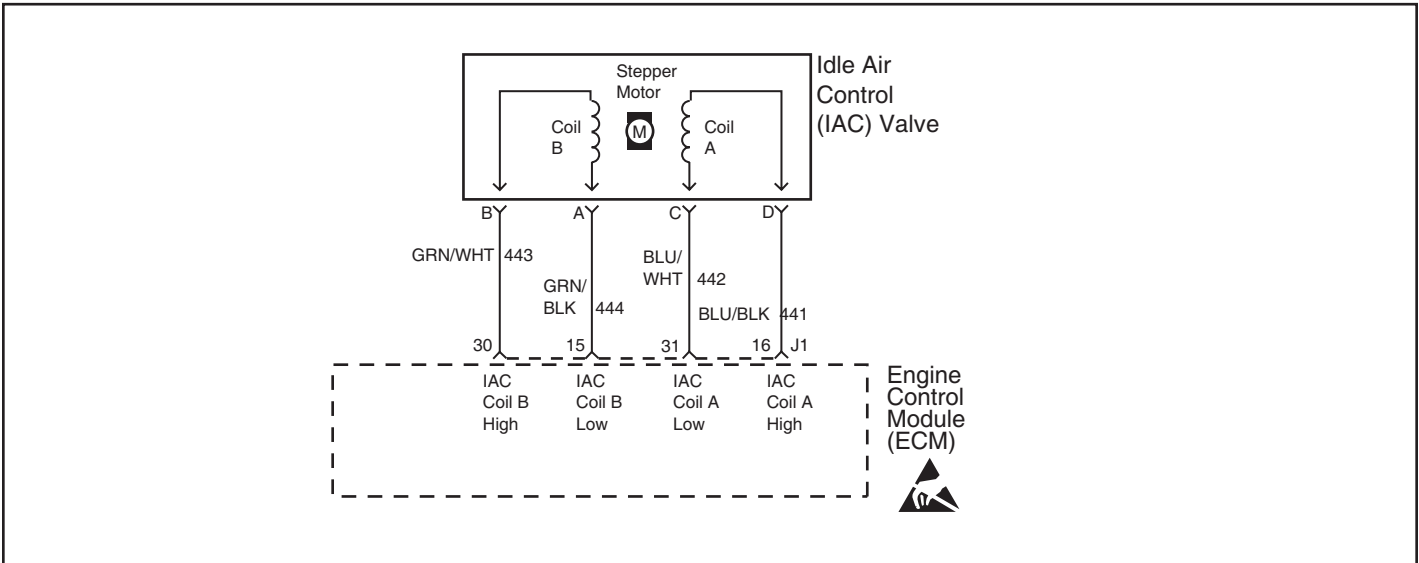 Idle Air
Control
(IAC) Valve
Stepper
Motor
M
Coil
B
Coil
A
B
A
C
D
GRN/WHT 443
GRN/
BLK 444
BLU/
WHT 442
BLU/BLK 441
30
15
31
16
J1
IAC
Coil B
High
IAC
Coil B
Low
IAC
Coil A
Low
IAC
Coil A
High
Engine
Control
Module
(ECM)